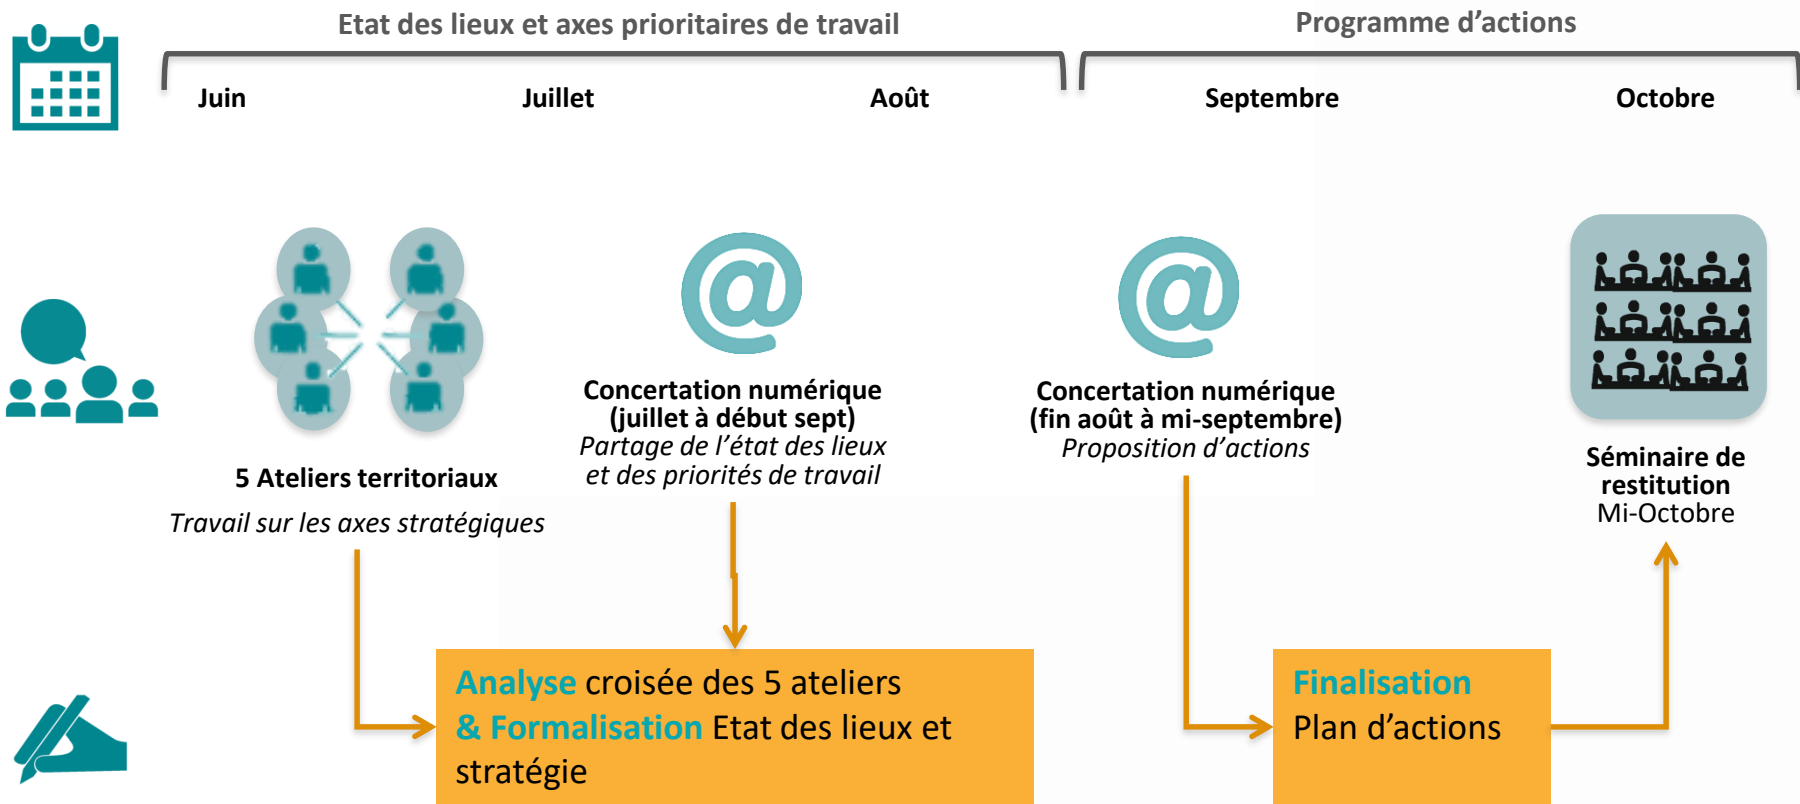 Etat des lieux et axes prioritaires de travail
Programme d’actions
Juin
Juillet
Août
Septembre
Octobre
5 Ateliers territoriaux
Travail sur les axes stratégiques
Concertation numérique
(juillet à début sept)
Partage de l’état des lieux
et des priorités de travail
Concertation numérique
(fin août à mi-septembre)
Proposition d’actions
Séminaire de
restitution
Mi-Octobre
Analyse croisée des 5 ateliers
& Formalisation Etat des lieux et
stratégie
Finalisation
Plan d’actions